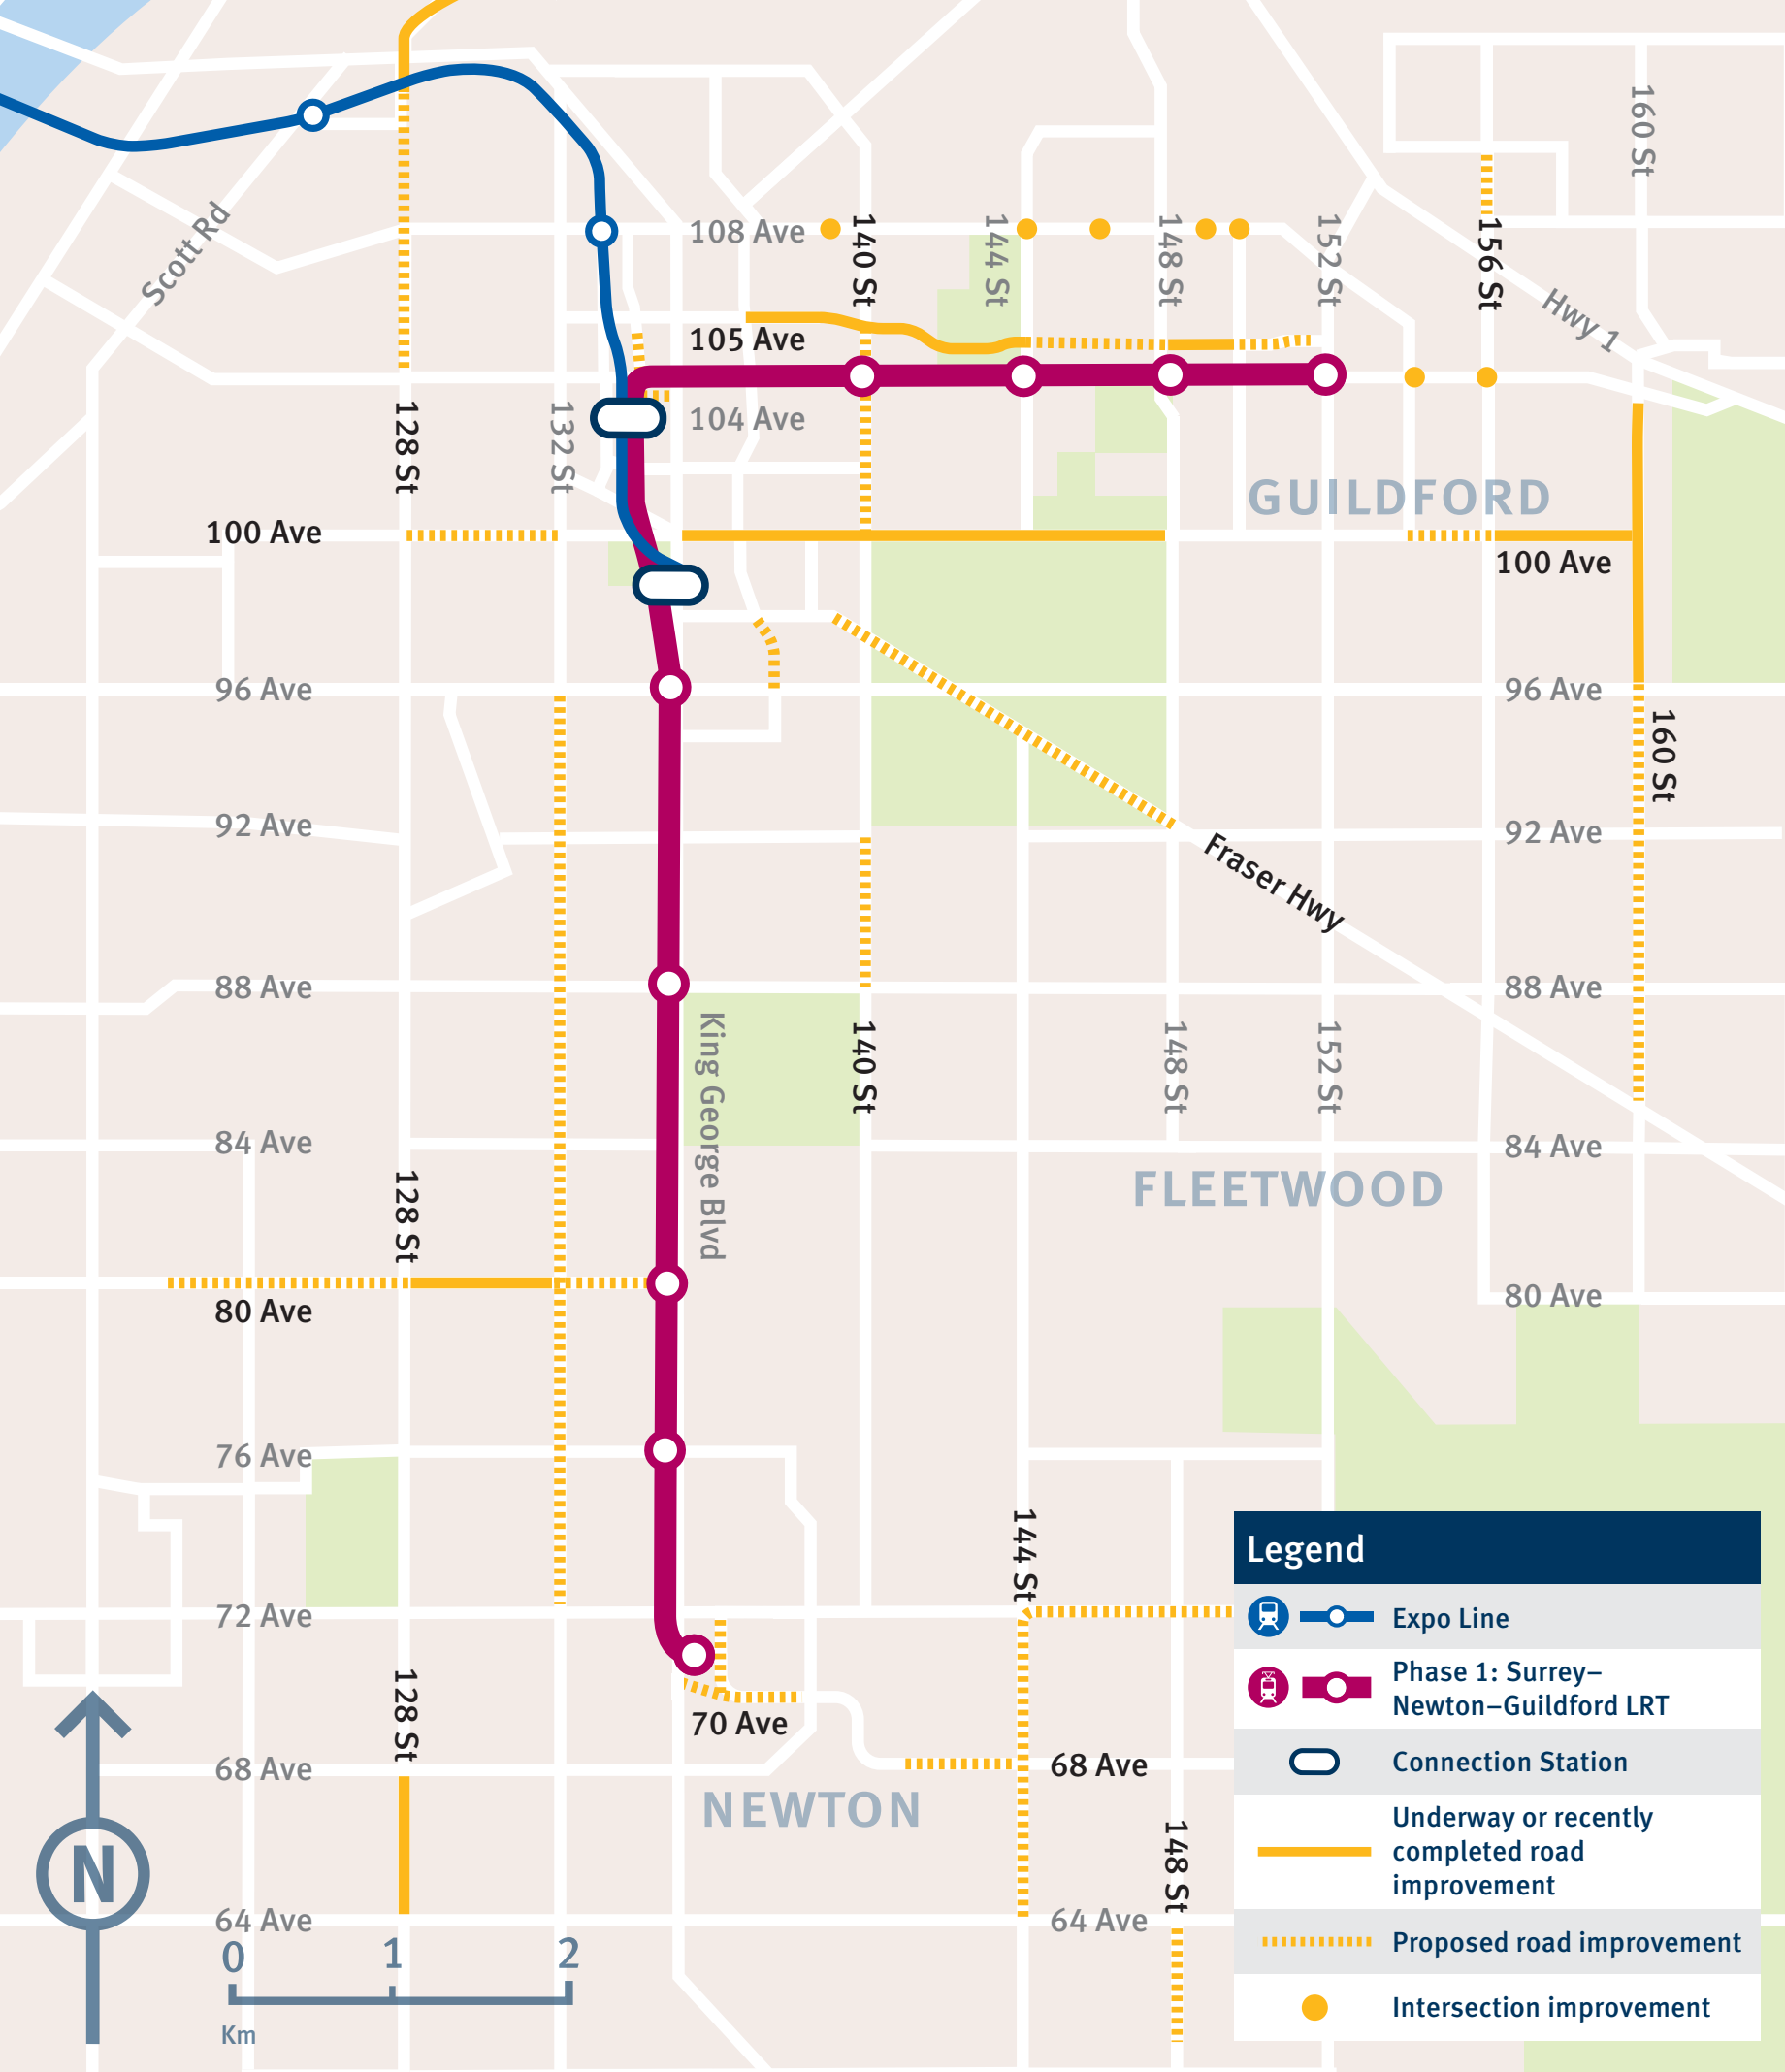 160 St
Scott Rd
108 Ave
140 St
144 St
148 St
152 St
156 St
Hwy 1
105 Ave
104 Ave
128 St
132 St
GUILDFORD
100 Ave
100 Ave
96 Ave
96 Ave
160 St
92 Ave
92 Ave
Fraser Hwy
88 Ave
88 Ave
King George Blvd
140 St
148 St
152 St
84 Ave
84 Ave
128 St
FLEETWOOD
80 Ave
80 Ave
76 Ave
144 St
72 Ave
128 St
70 Ave
68 Ave
68 Ave
NEWTON
148 St
64 Ave
64 Ave
N
0 1 2
Km
Legend
Expo Line
Phase 1: Surrey–
Newton–Guildford LRT
Connection Station
Underway or recently
completed road
improvement
Proposed road improvement
Intersection improvement